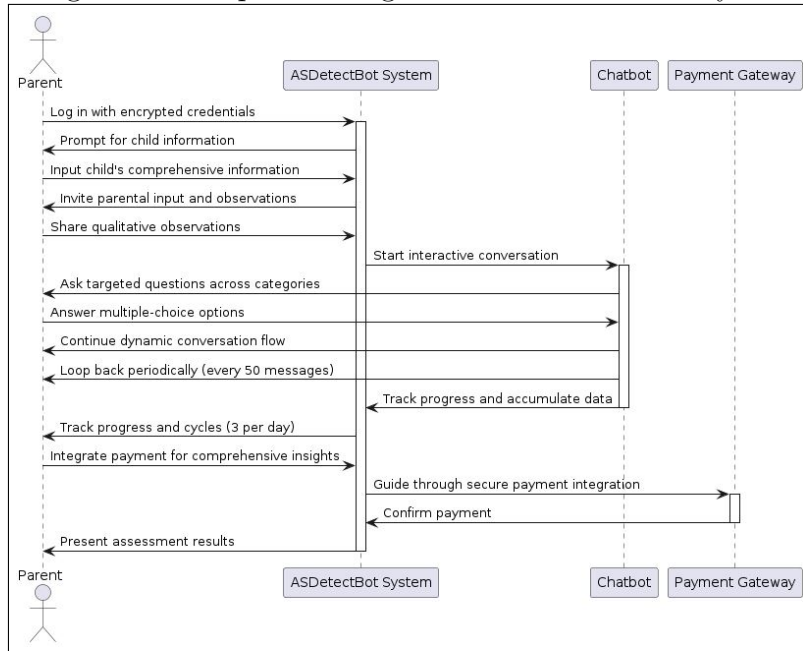 Parent
ASDetectBot System
Chatbot
Payment Gateway
Log in with encrypted credentials
Prompt for child information
Input child's comprehensive information
Invite parental input and observations
Share qualitative observations
Start interactive conversation
Ask targeted questions across categories
Answer multiple-choice options
Continue dynamic conversation flow
Loop back periodically (every 50 messages)
Track progress and accumulate data
Track progress and cycles (3 per day)
Integrate payment for comprehensive insights
Guide through secure payment integration
Confirm payment
Present assessment results
Parent
ASDetectBot System
Chatbot
Payment Gateway